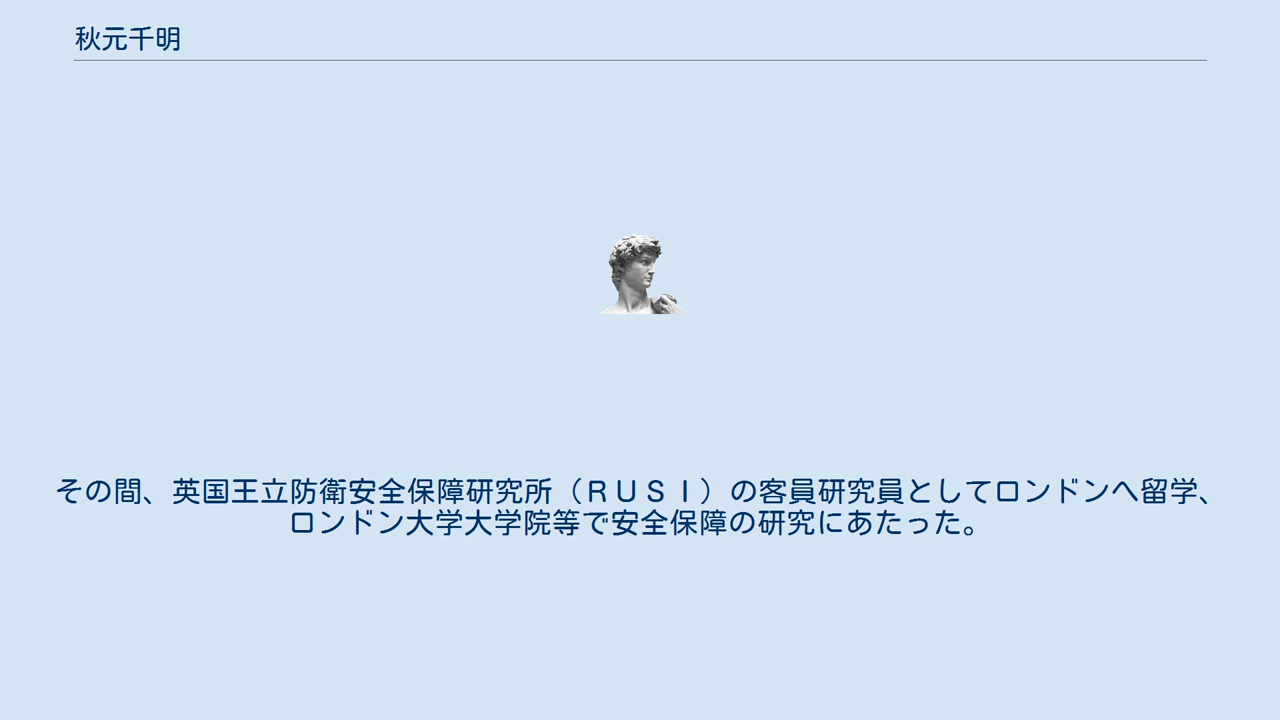 秋元千明
その間、英国王立防衛安全保障研究所（ＲＵＳＩ）の客員研究員としてロンドンへ留学、
ロンドン大学大学院等で安全保障の研究にあたった。